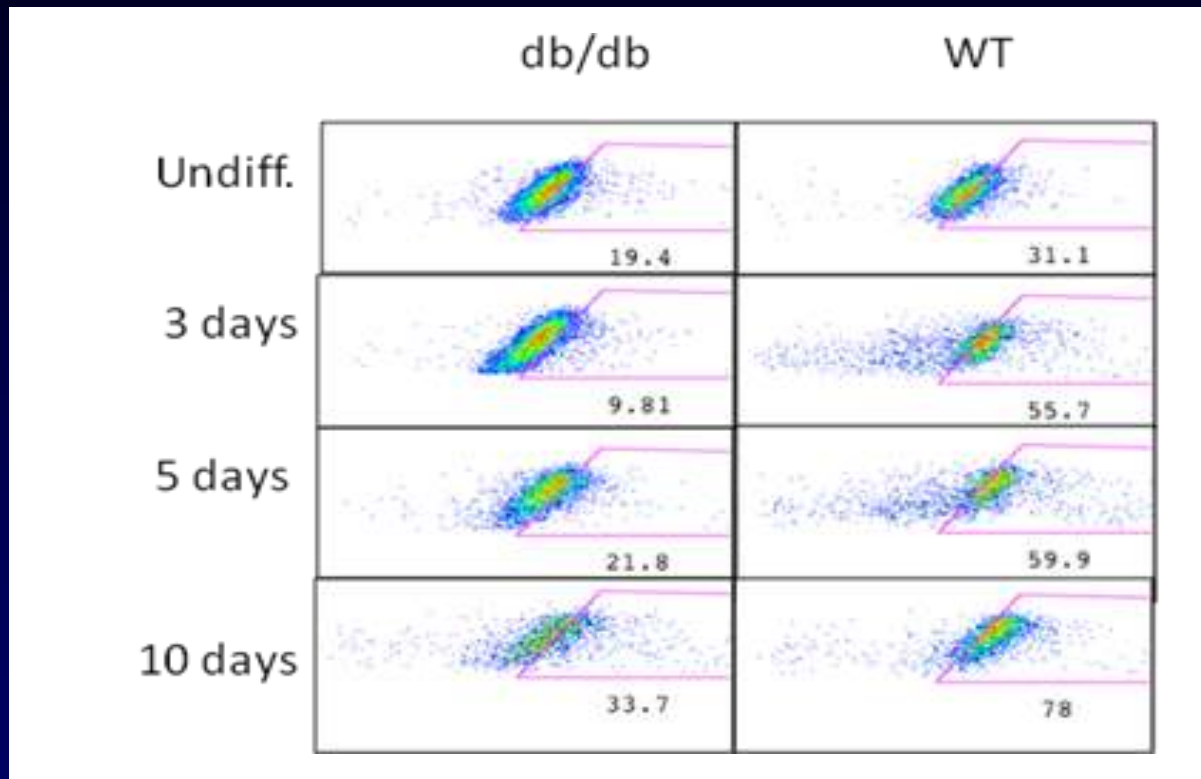 db/db WT
Undiff.
19.4 31.1
3 days
9.81 55.7
5 days
21.8 59.9
10 days
33.7 78